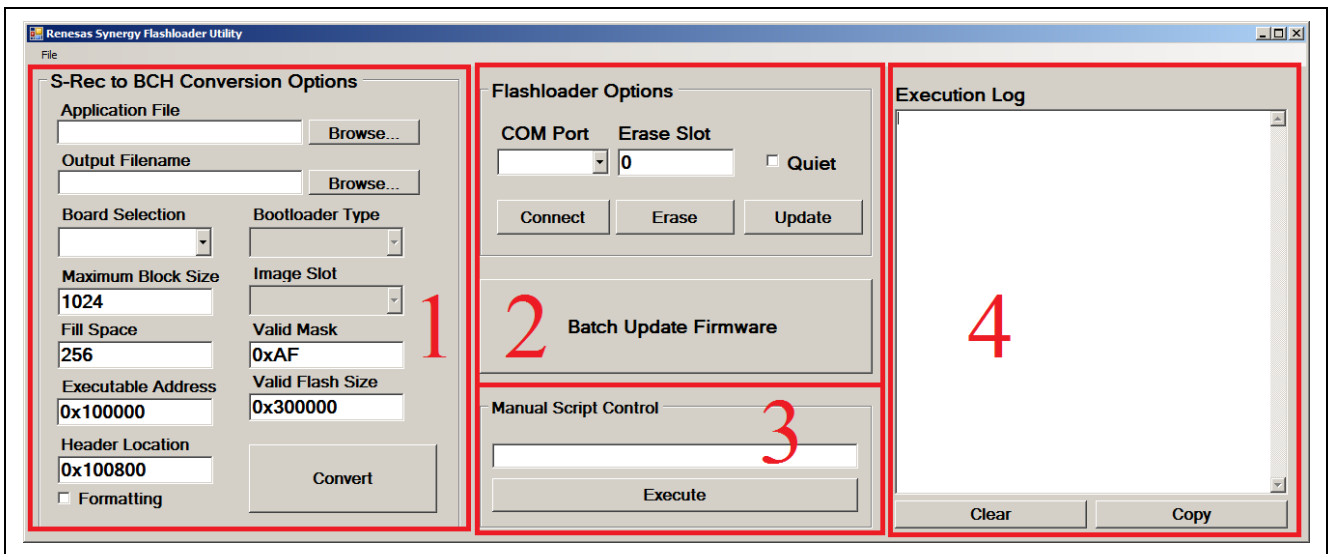 Renesas Synergy Flashloader Utility
File
S-Rec to BCH Conversion Options
Application File
Browse...
Output Filename
Browse...
Board Selection Bootloader Type
Maximum Block Size Image Slot
1024
Fill Space Valid Mask
256 0xAF
Executable Address Valid Flash Size
0x100000 0x300000
Header Location
0x100800
Formatting
Convert
1
Flashloader Options
COM Port Erase Slot
0 Quiet
Connect Erase Update
Batch Update Firmware
2
Manual Script Control
3
Execute
Execution Log
4
Clear Copy